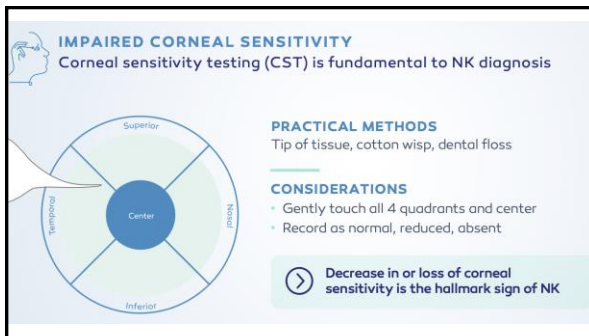 IMPAIRED CORNEAL SENSITIVITY
Corneal sensitivity testing (CST) is fundamental to NK diagnosis
Superior
Temporal
Center
Nasal
Inferior
PRACTICAL METHODS
Tip of tissue, cotton wisp, dental floss
CONSIDERATIONS
• Gently touch all 4 quadrants and center
• Record as normal, reduced, absent
Decrease in or loss of corneal
sensitivity is the hallmark sign of NK